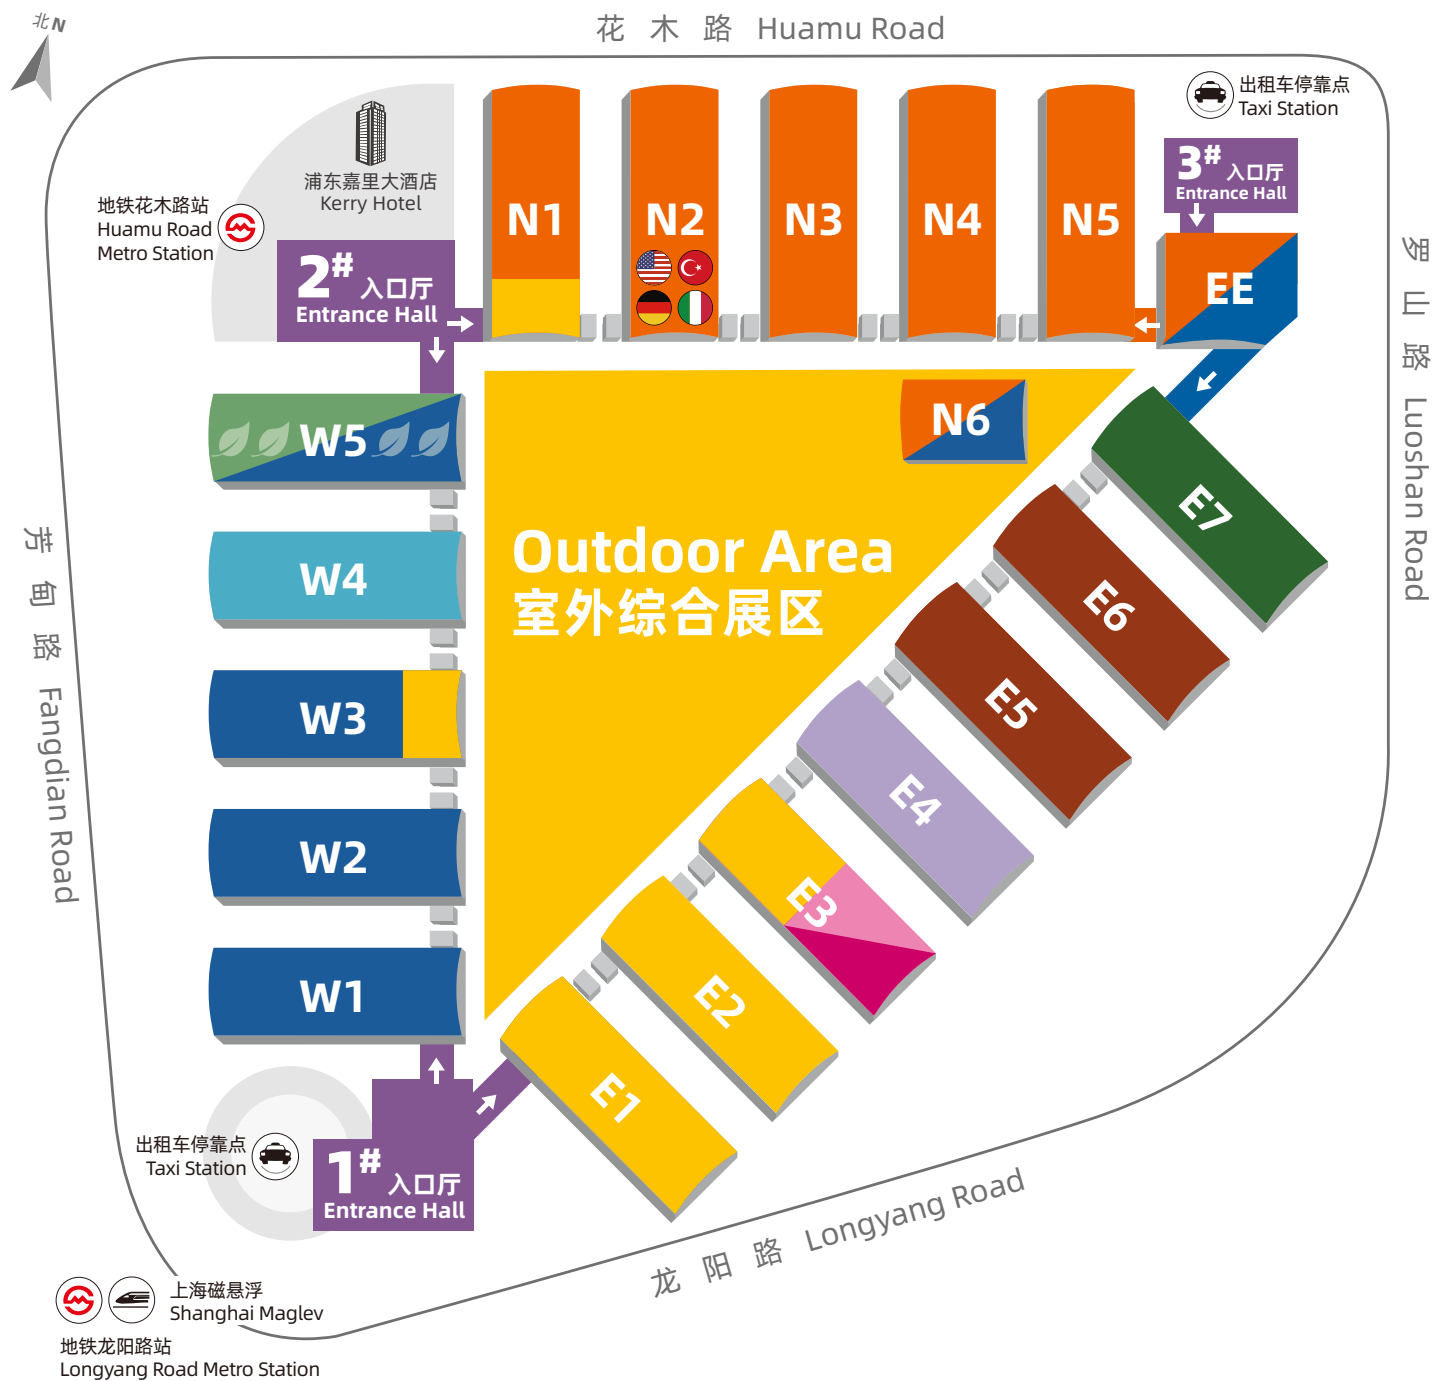 北 N
花木路 Huamu Road
出租车停靠点
Taxi Station
3# 入口厅
Entrance Hall
浦东嘉里大酒店
Kerry Hotel
地铁花木路站
Huamu Road
Metro Station
2# 入口厅
Entrance Hall
N1
N2
N3
N4
N5
EE
罗山路 Luoshan Road
N6
W5
W4
W3
W2
W1
Outdoor Area
室外综合展区
E7
E6
E5
E4
E3
E2
E1
芳甸路 Fangdian Road
出租车停靠点
Taxi Station
1# 入口厅
Entrance Hall
龙阳路 Longyang Road
上海磁悬浮
Shanghai Maglev
地铁龙阳路站
Longyang Road Metro Station